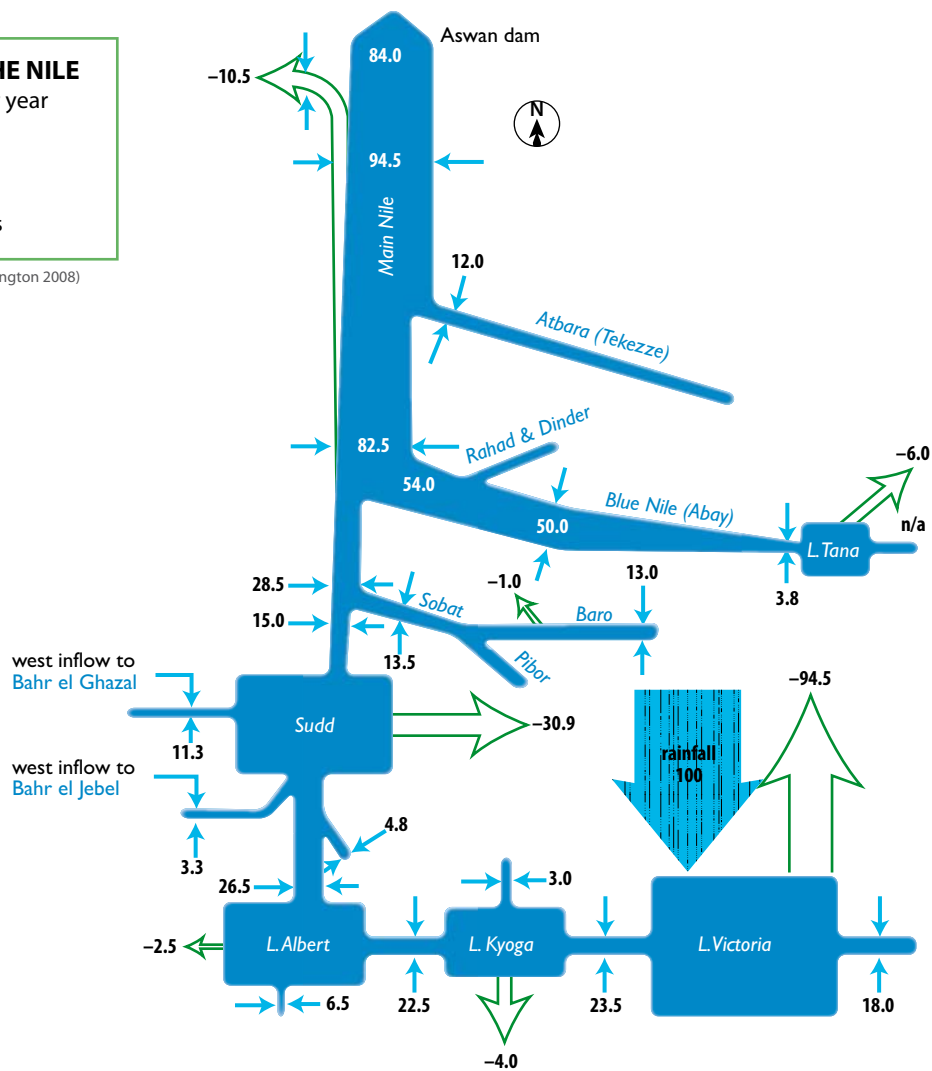 HE NILE
year
s
ngton 2008)
Aswan dam
84.0
–10.5
N
94.5
Main Nile
12.0
Atbara (Tekezze)
82.5
Rahad & Dinder
54.0
–6.0
Blue Nile (Abay)
50.0
n/a
L.Tana
3.8
–1.0
13.0
28.5
Sobat
Baro
15.0
13.5
Pibor
west inflow to
Bahr el Ghazal
–94.5
Sudd
–30.9
11.3
rainfall
100
west inflow to
Bahr el Jebel
4.8
3.3
26.5
3.0
–2.5
L. Albert
L. Kyoga
L.Victoria
6.5
22.5
23.5
18.0
–4.0